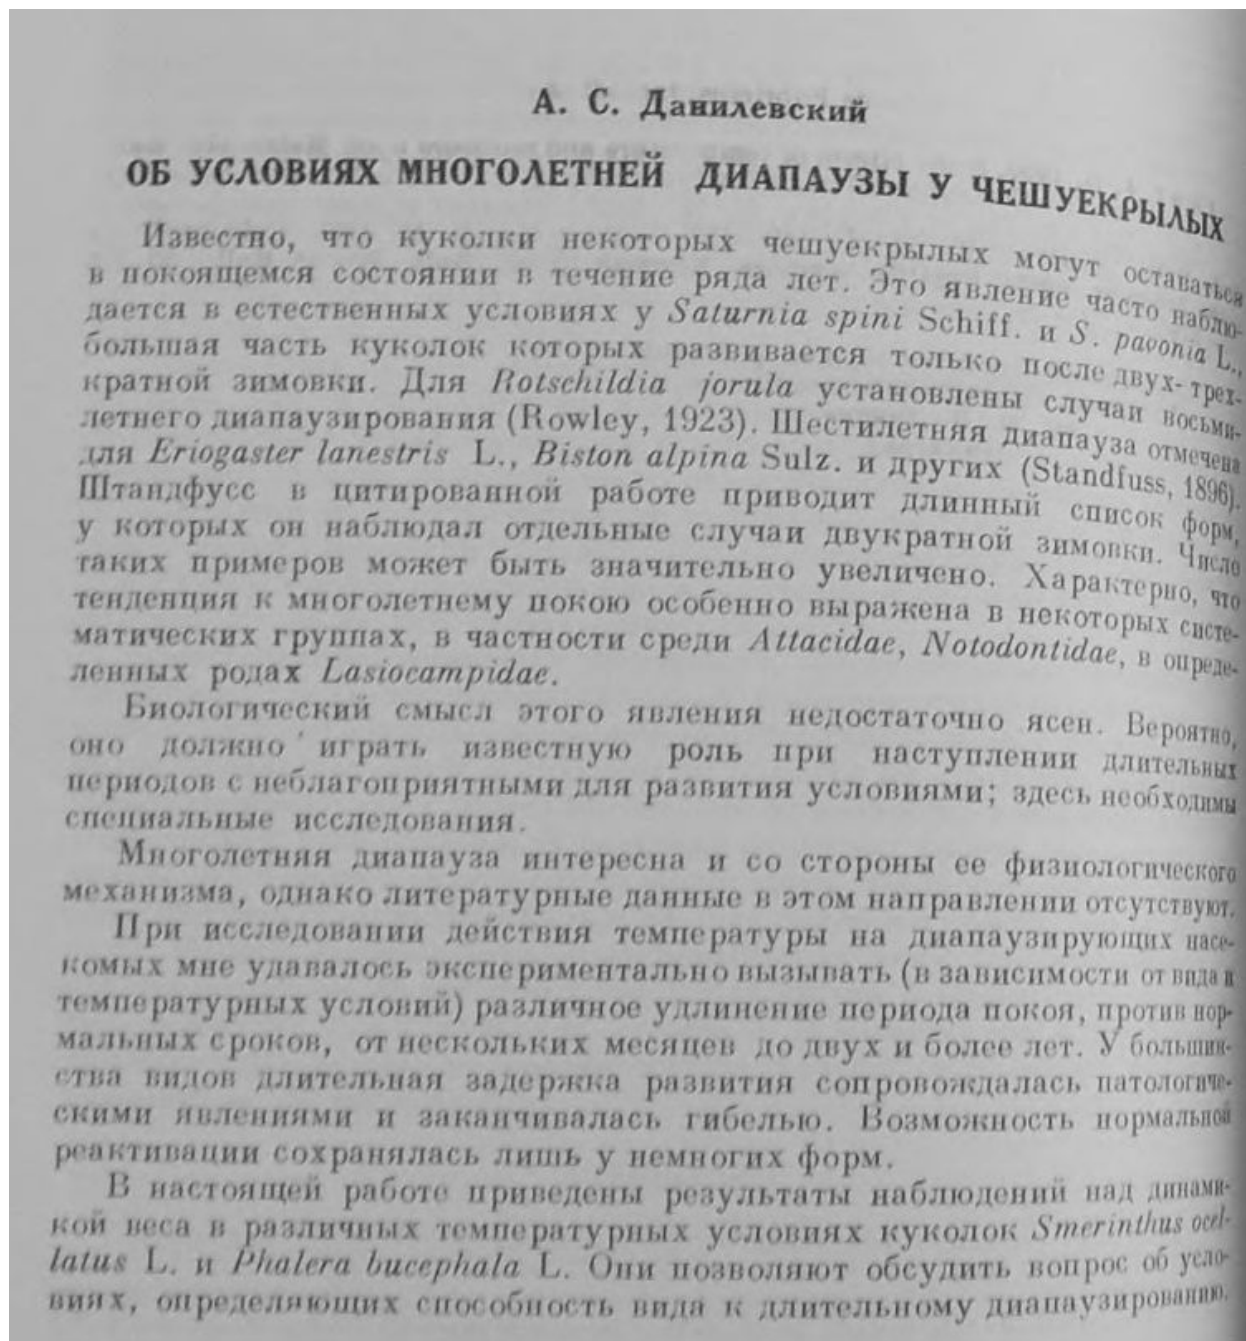 А. С. Данилевский
ОБ УСЛОВИЯХ МНОГОЛЕТНЕЙ ДИАПАУЗЫ У ЧЕШУЕКРЫЛЫХ
Известно, что куколки некоторых чешуекрылых могут оставаться
в покоящемся состоянии в течение ряда лет. Это явление часто наблю-
дается в естественных условиях у Saturnia spini Schiff. и S. pavonia L.,
большая часть куколок которых развивается только после двух- трех-
кратной зимовки. Для Rotschildia jorula установлены случаи восьми-
летнего диапаузирования (Rowley, 1923). Шестилетняя диапауза отмечена
для Eriogaster lanestris L., Biston alpina Sulz. и других (Standfuss, 1896).
Штандфусс в цитированной работе приводит длинный список форм,
у которых он наблюдал отдельные случаи двукратной зимовки. Число
таких примеров может быть значительно увеличено. Характерно, что
тенденция к многолетнему покою особенно выражена в некоторых систе-
матических группах, в частности среди Attacidae, Notodontidae, в опреде-
ленных родах Lasiocampidae.
Биологический смысл этого явления недостаточно ясен. Вероятно,
оно должно играть известную роль при наступлении длительных
периодов с неблагоприятными для развития условиями; здесь необходимы
специальные исследования.
Многолетняя диапауза интересна и со стороны ее физиологического
механизма, однако литературные данные в этом направлении отсутствуют.
При исследовании действия температуры на диапаузирующих насе-
комых мне удавалось экспериментально вызывать (в зависимости от вида и
температурных условий) различное удлинение периода покоя, против нор-
мальных сроков, от нескольких месяцев до двух и более лет. У большин-
ства видов длительная задержка развития сопровождалась патологиче-
скими явлениями и заканчивалась гибелью. Возможность нормальной
реактивации сохранялась лишь у немногих форм.
В настоящей работе приведены результаты наблюдений над динами-
кой веса в различных температурных условиях куколок Smerinthus ocel-
latus L. и Phalera bucephala L. Они позволяют обсудить вопрос об усло-
виях, определяющих способность вида к длительному диапаузированию.